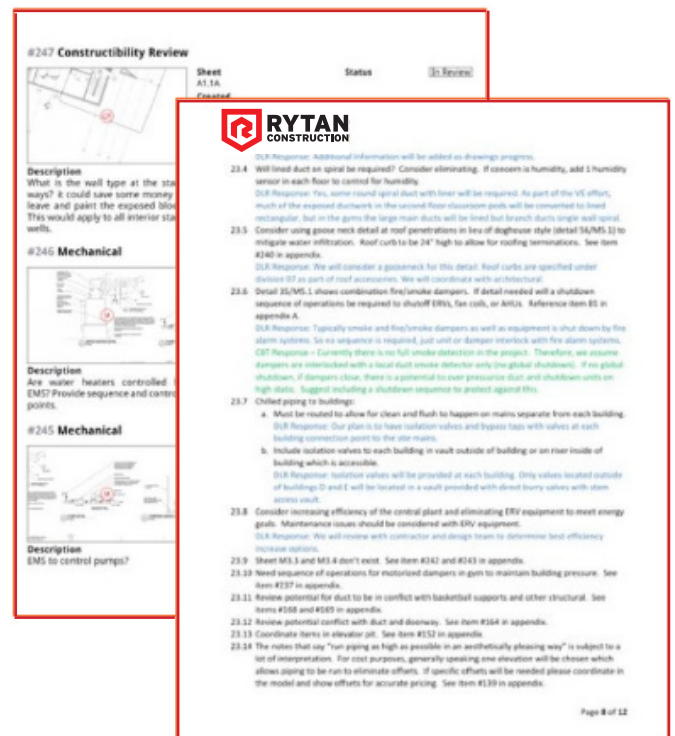 #247 Constructibility Review
Sheet
Status
In Review
A1.1A
Created
Description
What is the wall type at the sta
ways? it could save some money
leave and paint the exposed bloc
This would apply to all interior sta
wells.
#246 Mechanical
Description
Are water heaters controlled
EMS? Provide sequence and contro
points.
#245 Mechanical
Description
EMS to control pumps?
RYTAN
CONSTRUCTION
DLR Response: Additional Information will be added as drawings progress.
23.4 Will lined duct on spiral be required? Consider eliminating. If concern is humidity, add 1 humidity
sensor in each floor to control for humidity.
DLR Response: Yes, some round spiral duct with liner will be required. As part of the VE effort,
much of the exposed ductwork in the second floor classroom pods will be converted to lined
rectangular, but in the gyms the large main ducts will be lined but branch ducts single wall spiral.
23.5 Consider using goose neck detail at roof penetrations in lieu of doghouse style (detail 56/M5.1) to
mitigate water infiltration. Roof curb to be 24" high to allow for roofing terminations. See item
#240 in appendix.
DLR Response: We will consider a gooseneck for this detail. Roof curbs are specified under
division 07 as part of roof accessories. We will coordinate with architectural.
23.6 Detail 35/M5.1 shows combination fire/smoke dampers. If detail needed will a shutdown
sequence of operations be required to shutoff ERVs, fan coils, or AHUs. Reference item 81 in
appendix A.
DLR Response: Typically smoke and fire/smoke dampers as well as equipment is shut down by fire
alarm systems. So no sequence is required, just unit or damper interlock with fire alarm systems.
CBT Response – Currently there is no full smoke detection in the project. Therefore, we assume
dampers are interlocked with a local duct smoke detector only (no global shutdown). If no global
shutdown, if dampers close, there is a potential to over pressurize duct and shutdown units on
high static. Suggest including a shutdown sequence to protect against this.
23.7 Chilled piping to buildings:
a. Must be routed to allow for clean and flush to happen on mains separate from each building.
DLR Response: Our plan is to have isolation valves and bypass taps with valves at each
building connection point to the site mains.
b. Include isolation valves to each building in vault outside of building or on riser inside of
building which is accessible.
DLR Response: Isolation valves will be provided at each building. Only valves located outside
of buildings D and E will be located in a vault provided with direct burry valves with stem
access vault.
23.8 Consider increasing efficiency of the central plant and eliminating ERV equipment to meet energy
goals. Maintenance issues should be considered with ERV equipment.
DLR Response: We will review with contractor and design team to determine best efficiency
increase options.
23.9 Sheet M3.3 and M3.4 don't exist. See item #242 and #243 in appendix.
23.10 Need sequence of operations for motorized dampers in gym to maintain building pressure. See
item #237 in appendix.
23.11 Review potential for duct to be in conflict with basketball supports and other structural. See
items #168 and #169 in appendix.
23.12 Review potential conflict with duct and doorway. See item #164 in appendix.
23.13 Coordinate items in elevator pit. See item #152 in appendix.
23.14 The notes that say "run piping as high as possible in an aesthetically pleasing way" is subject to a
lot of interpretation. For cost purposes, generally speaking one elevation will be chosen which
allows piping to be run to eliminate offsets. If specific offsets will be needed please coordinate in
the model and show offsets for accurate pricing. See item #139 in appendix.
Page 8 of 12